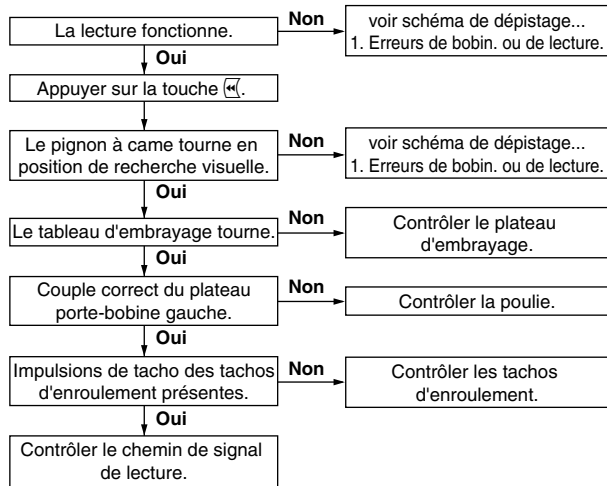 La lecture fonctionne.
Non
voir schéma de dépistage...
1. Erreurs de bobin. ou de lecture.
Oui
Appuyer sur la touche .
Le pignon à came tourne en
position de recherche visuelle.
Non
voir schéma de dépistage...
1. Erreurs de bobin. ou de lecture.
Oui
Le tableau d'embrayage tourne.
Non
Contrôler le plateau
d'embrayage.
Oui
Couple correct du plateau
porte-bobine gauche.
Non
Contrôler la poulie.
Oui
Impulsions de tacho des tachos
d'enroulement présentes.
Non
Contrôler les tachos
d'enroulement.
Oui
Contrôler le chemin de signal
de lecture.